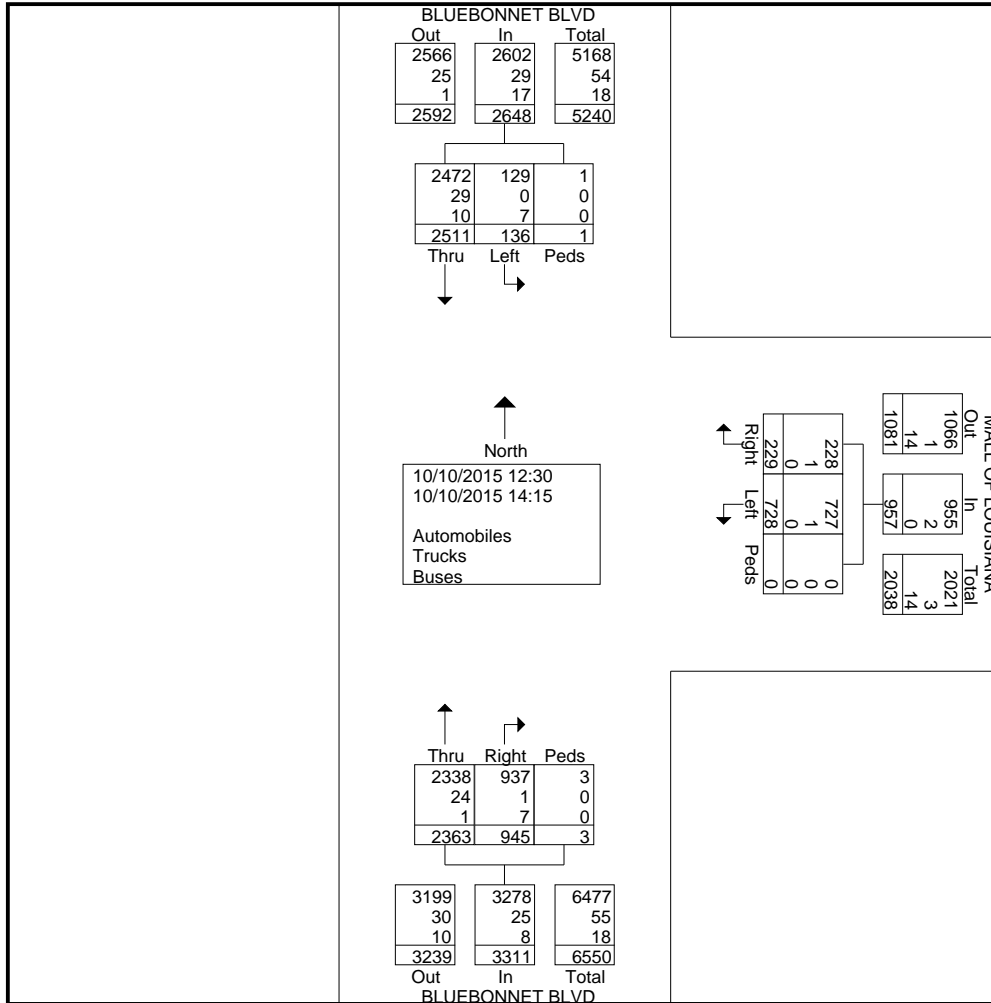 BLUEBONNET BLVD
Out In Total
2566 2602 5168
25 29 54
1 17 18
2592 2648 5240
2472 129 1
29 0 0
10 7 0
2511 136 1
Thru Left Peds
North
10/10/2015 12:30
10/10/2015 14:15
Automobiles
Trucks
Buses
MALL OF LOUISIANA
Out In Total
1066 955 2021
1 2 3
14 0 14
1081 957 2038
228 727 0
1 1 0
0 0 0
229 728 0
Right Left Peds
Thru Right Peds
2338 937 3
24 1 0
1 7 0
2363 945 3
3199 3278 6477
30 25 55
10 8 18
3239 3311 6550
Out In Total
BLUEBONNET BLVD